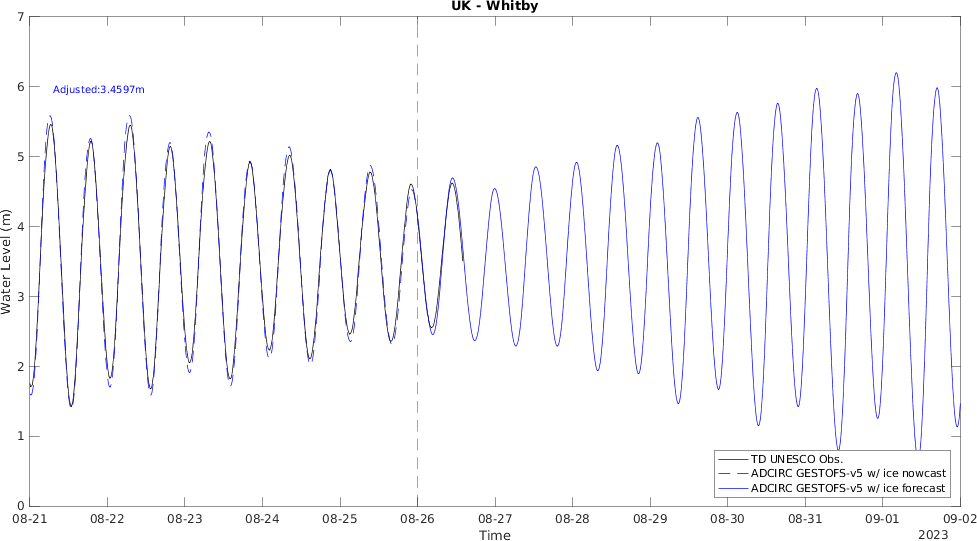 UK - Whitby
7
6
5
4
3
2
1
0
Water Level (m)
Adjusted:3.4597m
TD UNESCO Obs.
ADCIRC GESTOFS-v5 w/ ice nowcast
ADCIRC GESTOFS-v5 w/ ice forecast
08-21 08-22 08-23 08-24 08-25 08-26 08-27 08-28 08-29 08-30 08-31 09-01 09-02
Time
2023